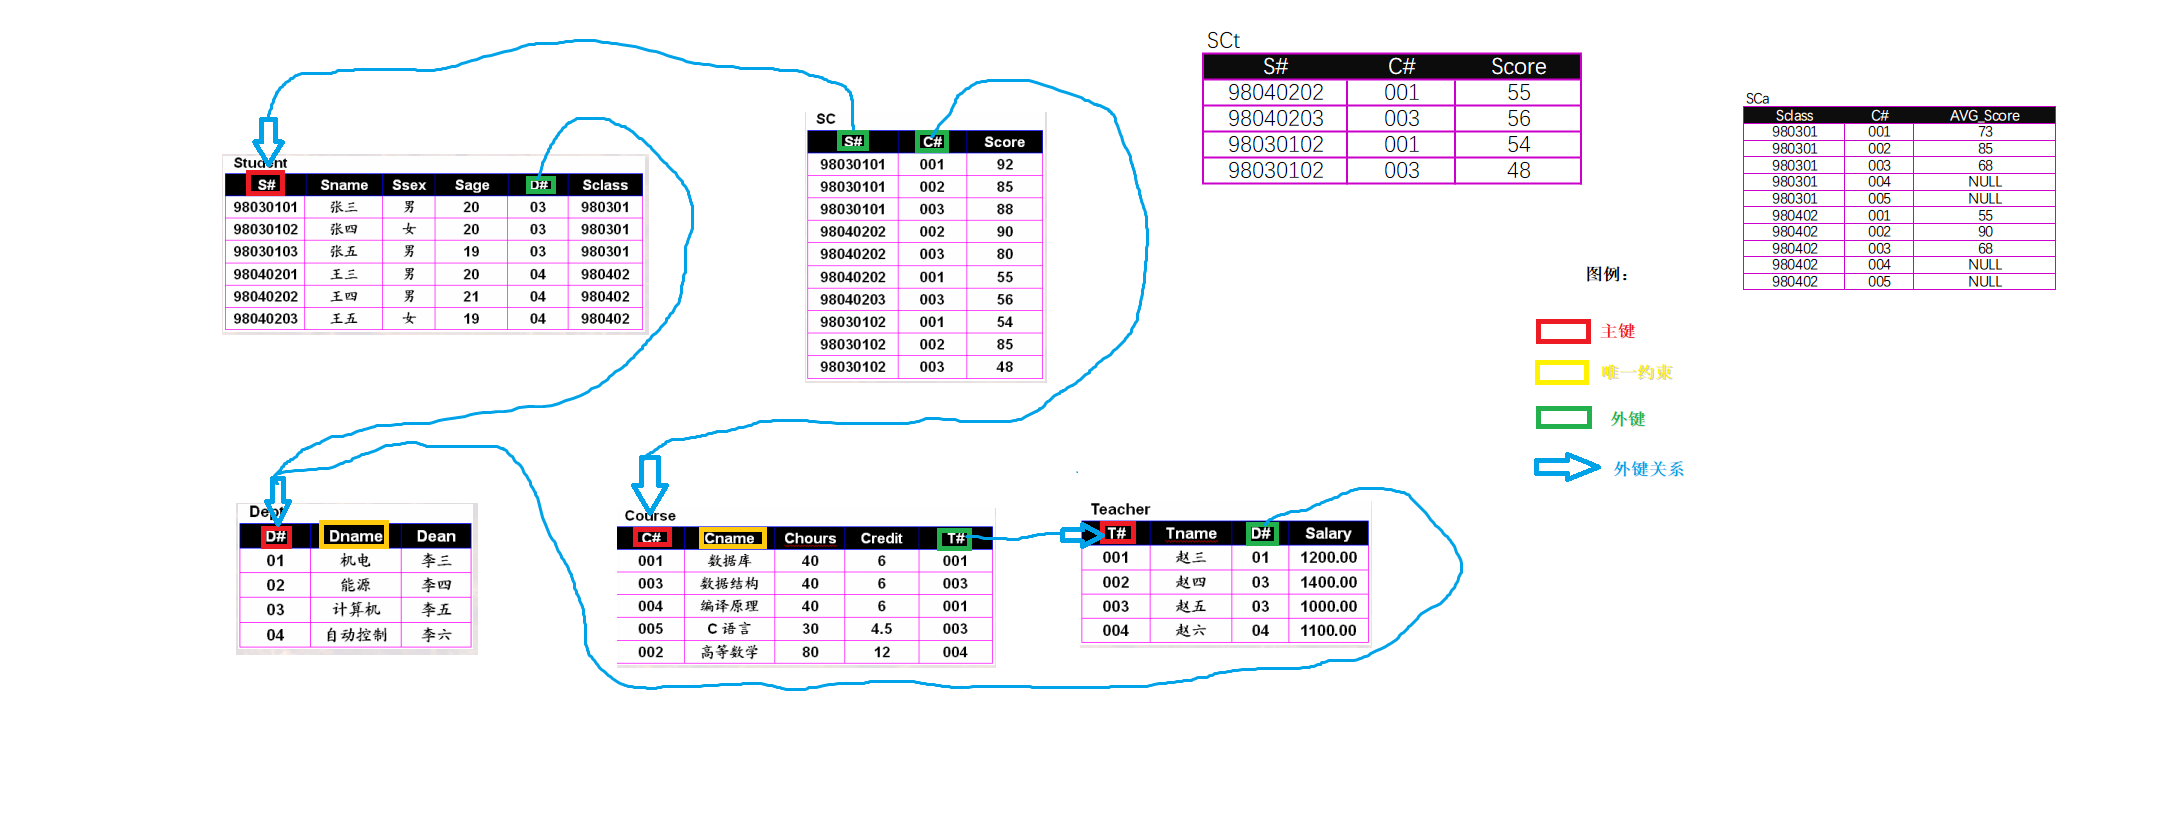 SCt
S# C# Score
98040202 001 55
98040203 003 56
98030102 001 54
98030102 003 48
SCa
Sclass C# AVG_Score
980301 001 73
980301 002 85
980301 003 68
980301 004 NULL
980301 005 NULL
980402 001 55
980402 002 90
980402 003 68
980402 004 NULL
980402 005 NULL
SC
S# C# Score
98030101 001 92
98030101 002 85
98030101 003 88
98040202 002 90
98040202 003 80
98040202 001 55
98040203 003 56
98030102 001 54
98030102 002 85
98030102 003 48
Student
S# Sname Ssex Sage D# Sclass
98030101 张三 男 20 03 980301
98030102 张四 女 20 03 980301
98030103 张五 男 19 03 980301
98040201 王三 男 20 04 980402
98040202 王四 男 21 04 980402
98040203 王五 女 19 04 980402
图例：
主键
唯一约束
外键
外键关系
Dept
D# Dname Dean
01 机电 李三
02 能源 李四
03 计算机 李五
04 自动控制 李六
Course
C# Cname Chours Credit T#
001 数据库 40 6 001
003 数据结构 40 6 003
004 编译原理 40 6 001
005 C 语言 30 4.5 003
002 高等数学 80 12 004
Teacher
T# Tname D# Salary
001 赵三 01 1200.00
002 赵四 03 1400.00
003 赵五 03 1000.00
004 赵六 04 1100.00